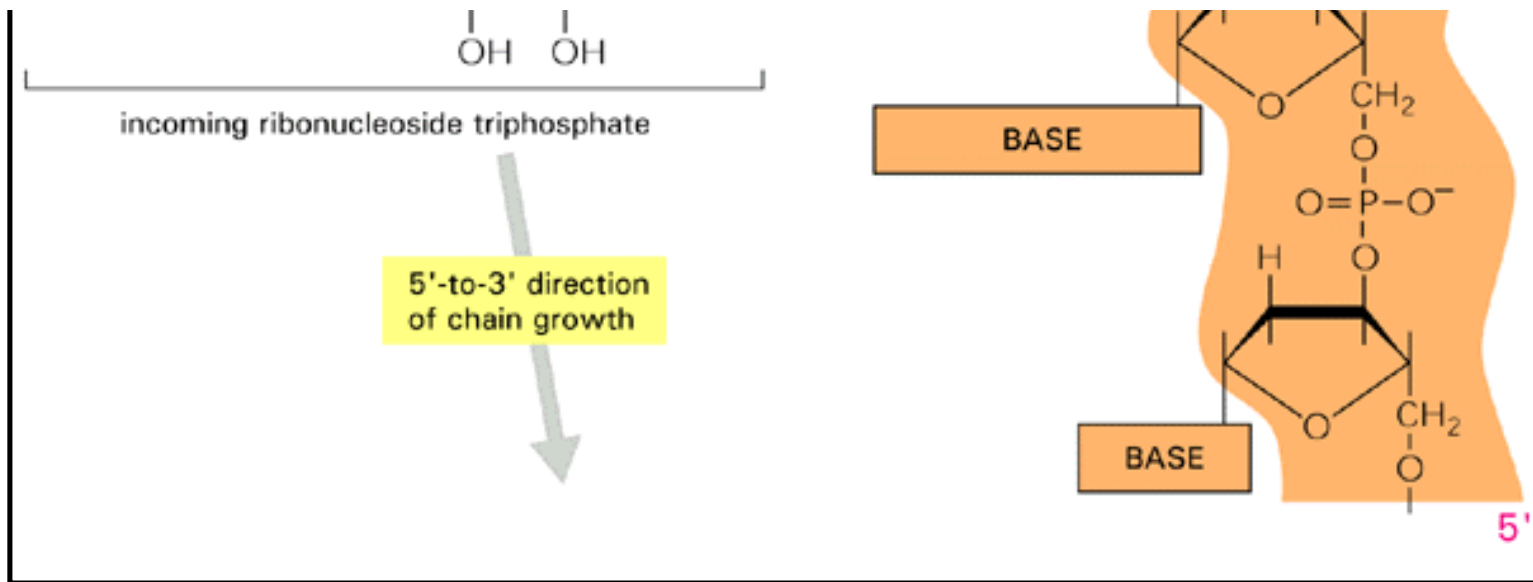 OH OH
incoming ribonucleoside triphosphate
5'-to-3' direction
of chain growth
O
CH2
BASE
O
O=P–O–
H
O
O
CH2
BASE
O
5'